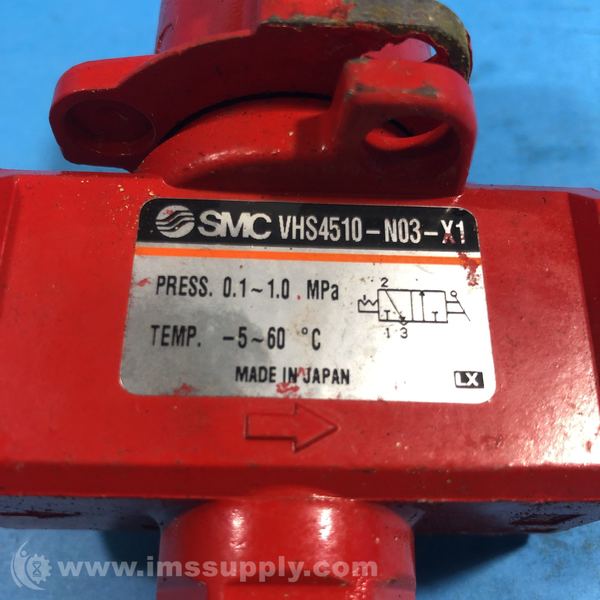 SMC VHS4510-N03-X1
PRESS. 0.1~1.0 MPa
TEMP. -5~60 °C
2
1 3
MADE IN JAPAN
LX
www.imssupply.com